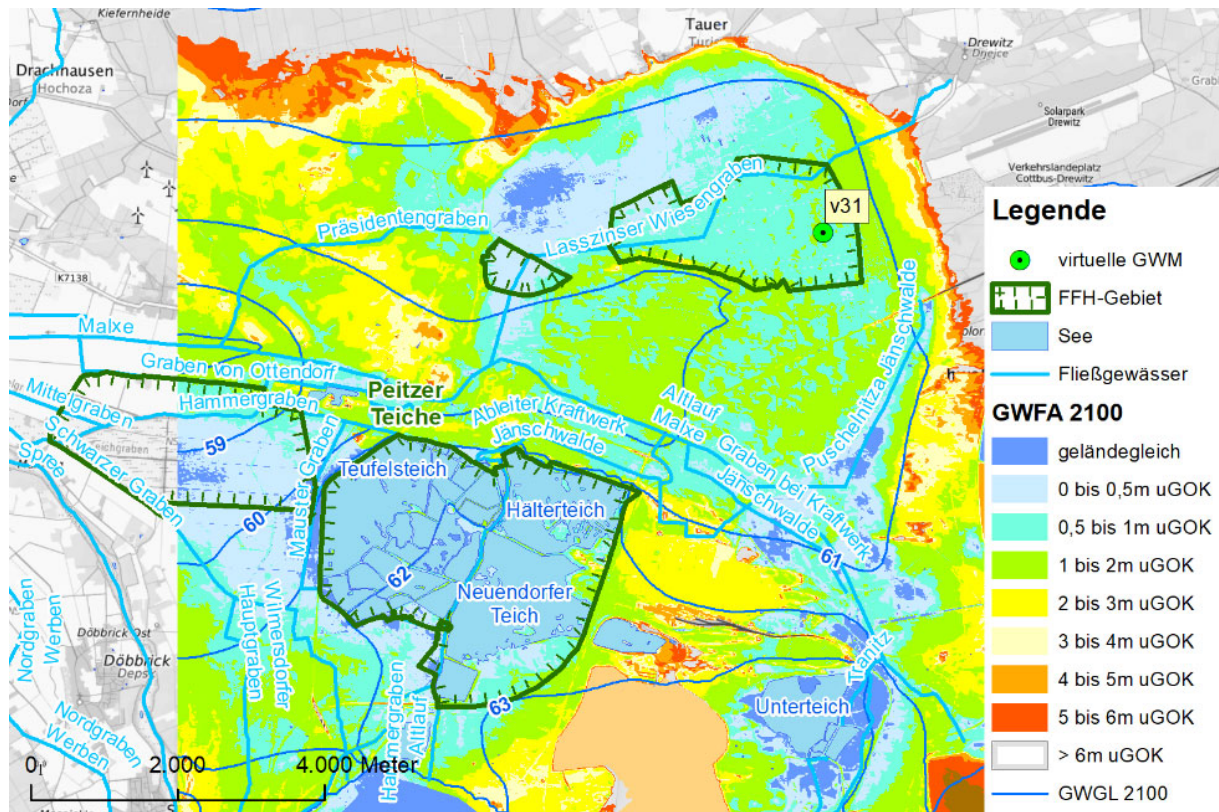 Kiefernheide
Tauer
Drewitz
Drjejce
Drachhausen
Hochoza
Solarpark
Drewitz
Verkehrslandeplatz
Cottbus-Drewitz
v31
Präsidentengraben
Lasszinser Wiesengraben
K7138
Malxe
Graben von Ottendorf
Peitzer
Teiche
Mittelgraben
Hammergraben
Ableiter Kraftwerk
Jänschwalde
Altlauf
Malxe
Graben bei Kraftwerk
Jänschwalde
Puschelnitza Jänschwalde
59
Schwarzer Graben
Spree
Mauster Graben
Teufelsteich
Hälterteich
60
61
62
Neuendorfer
Teich
Nordgraben
Werben
Hauptgraben
Willmersdorfer
Döbbrick Ost
Döbbrick
Depsk
Hammergraben
Altlauf
63
Tranitz
Unterteich
Nordgraben
Werben
0
2.000
4.000 Meter
Legende
virtuelle GWM
FFH-Gebiet
See
Fließgewässer
GWFA 2100
geländegleich
0 bis 0,5m uGOK
0,5 bis 1m uGOK
1 bis 2m uGOK
2 bis 3m uGOK
3 bis 4m uGOK
4 bis 5m uGOK
5 bis 6m uGOK
> 6m uGOK
GWGL 2100